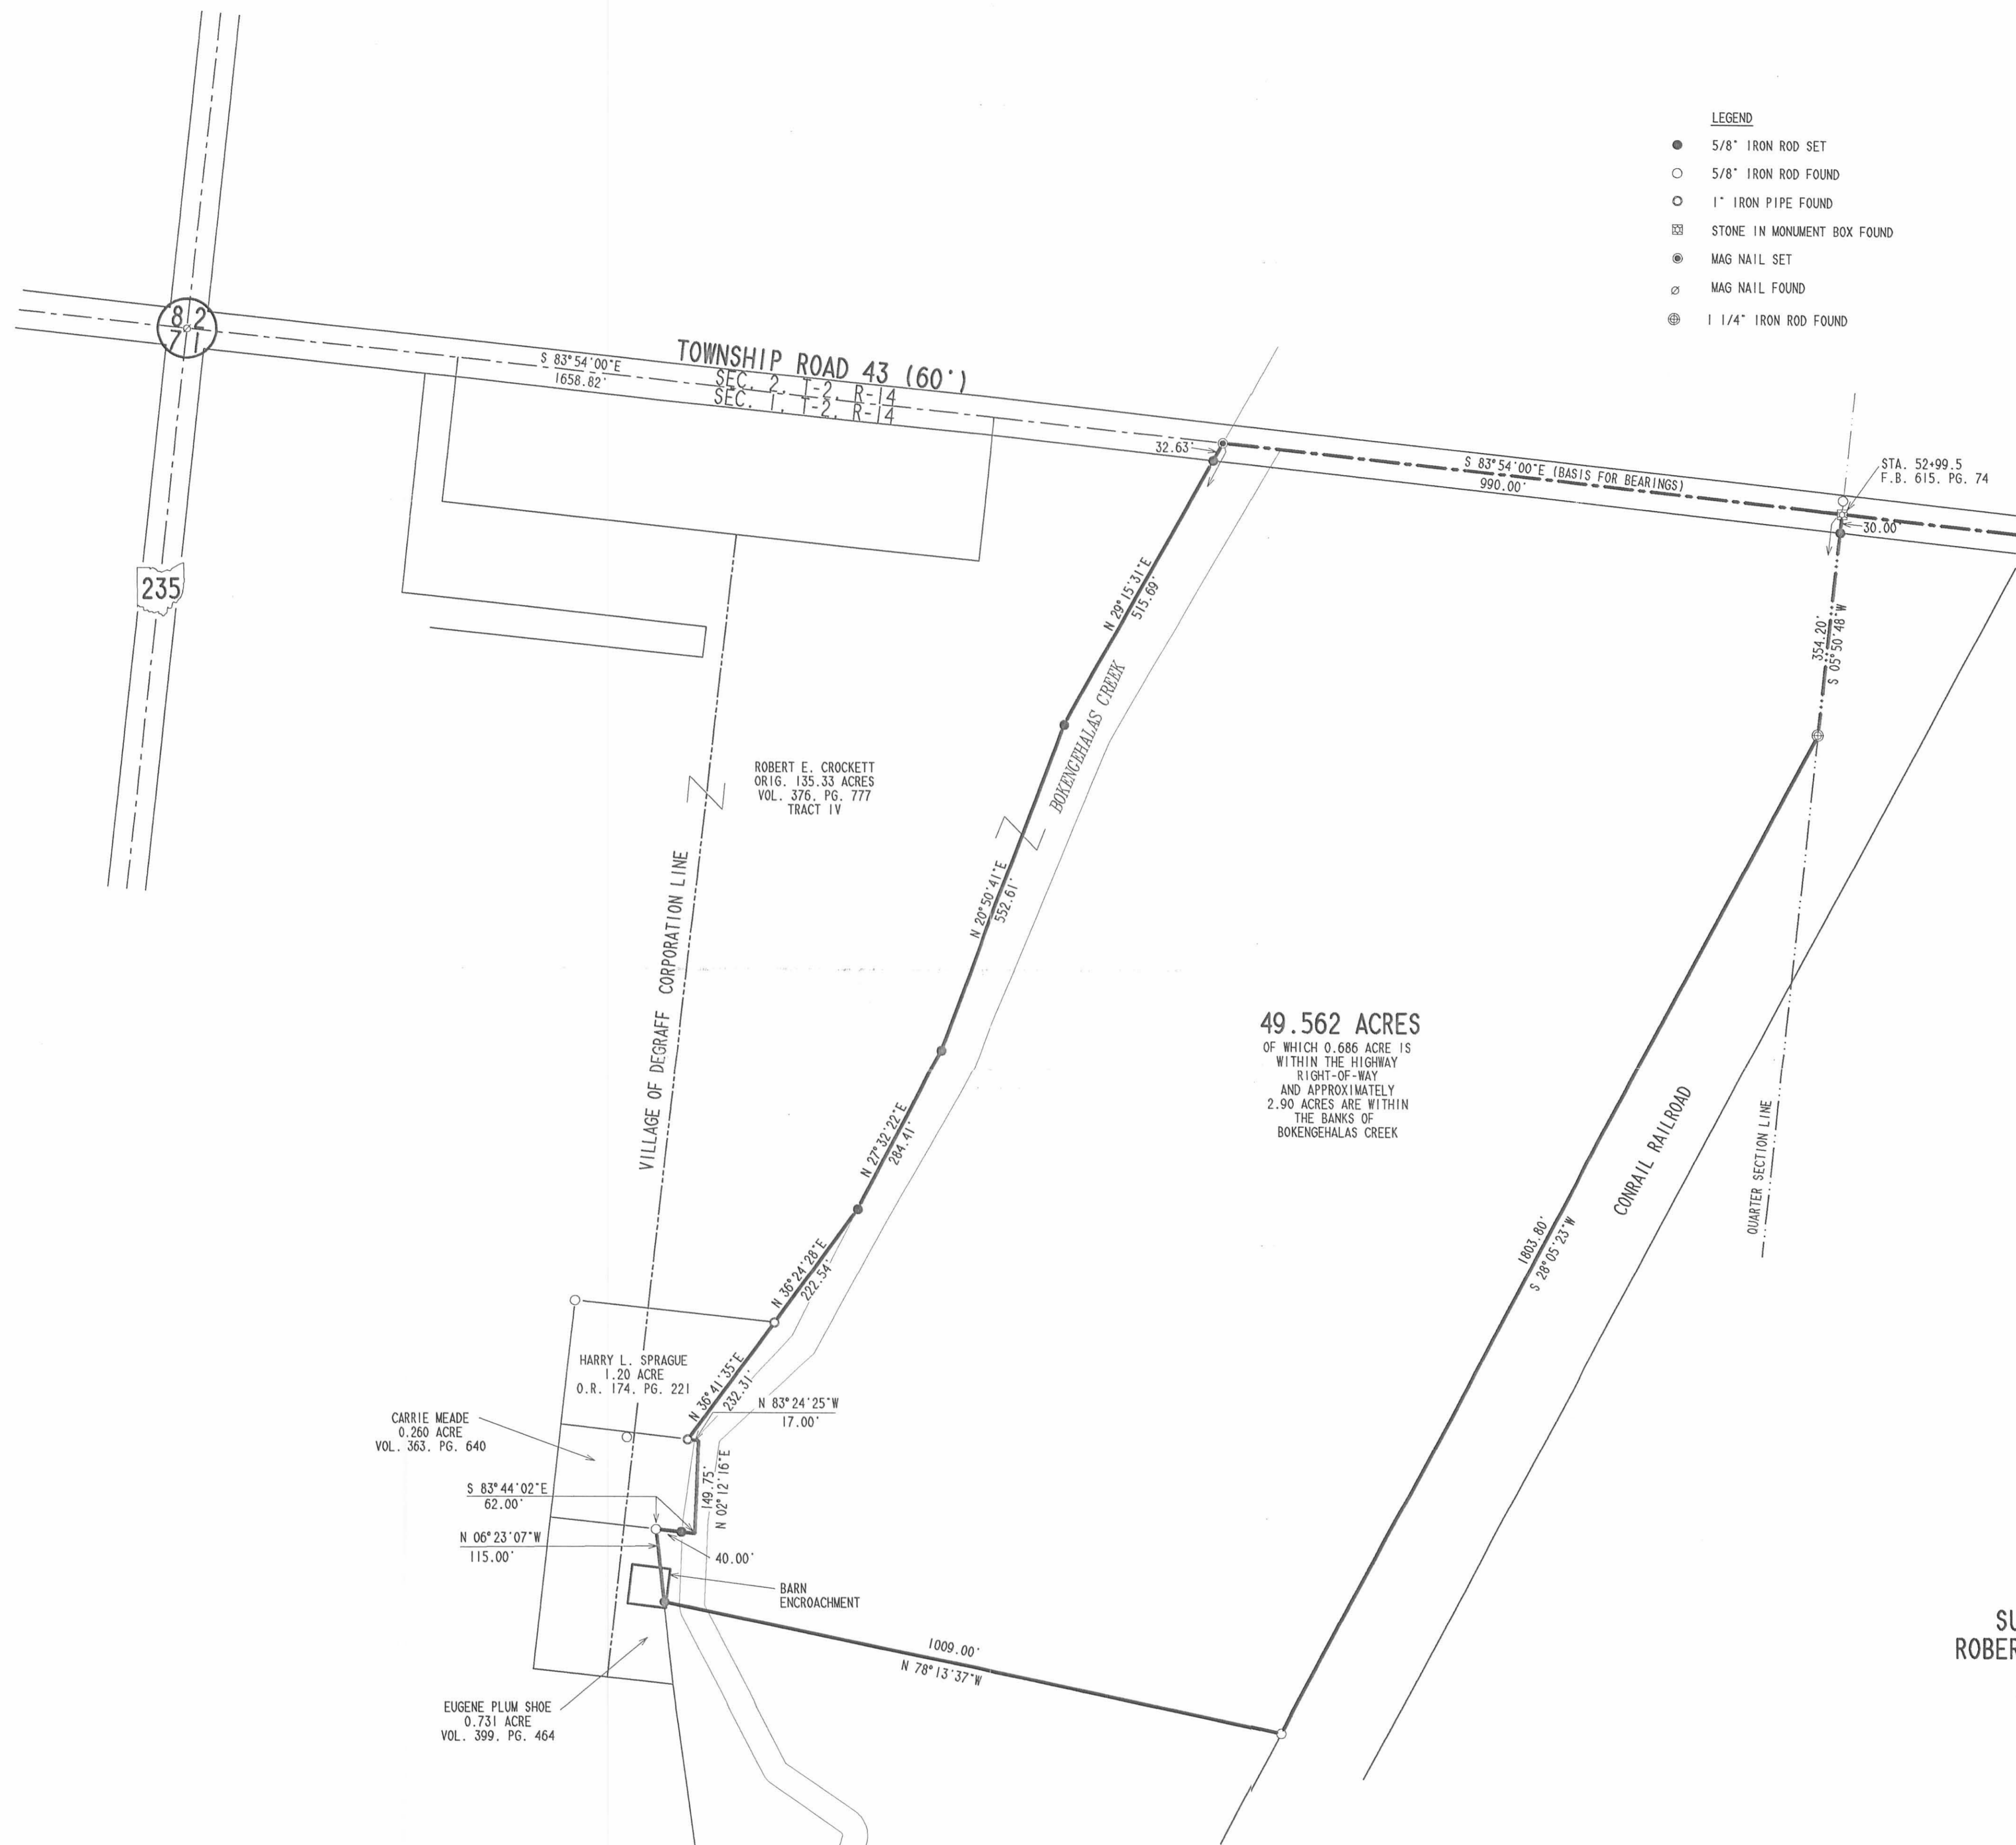 LEGEND
5/8" IRON ROD SET
5/8" IRON ROD FOUND
1" IRON PIPE FOUND
STONE IN MONUMENT BOX FOUND
MAG NAIL SET
MAG NAIL FOUND
1 1/4" IRON ROD FOUND
8 2
7 1
S 83°54'00"E
1658.82'
TOWNSHIP ROAD 43 (60')
SEC. 2, T-2, R-14
SEC. 1, T-2, R-14
32.63'
S 83°54'00"E (BASIS FOR BEARINGS)
990.00'
STA. 52+99.5
F.B. 615, PG. 74
30.00'
235
N 29°15'31"E
515.69'
354.20'
S 05°50'48"W
BOKENGEHALAS CREEK
ROBERT E. CROCKETT
ORIG. 135.33 ACRES
VOL. 376, PG. 777
TRACT IV
N 20°50'41"E
552.61'
VILLAGE OF DEGRAFF CORPORATION LINE
49.562 ACRES
OF WHICH 0.686 ACRE IS
WITHIN THE HIGHWAY
RIGHT-OF-WAY
AND APPROXIMATELY
2.90 ACRES ARE WITHIN
THE BANKS OF
BOKENGEHALAS CREEK
N 27°32'22"E
284.41'
CONRAIL RAILROAD
QUARTER SECTION LINE
1803.80'
S 28°05'23"W
N 36°24'28"E
222.54'
HARRY L. SPRAGUE
1.20 ACRE
O.R. 174, PG. 221
N 36°41'35"E
232.31'
N 83°24'25"W
17.00'
CARRIE MEADE
0.260 ACRE
VOL. 363, PG. 640
149.75'
N 02°12'16"E
S 83°44'02"E
62.00'
N 06°23'07"W
115.00'
40.00'
BARN
ENCROACHMENT
1009.00'
N 78°13'37"W
EUGENE PLUM SHOE
0.731 ACRE
VOL. 399, PG. 464
SU
ROBER